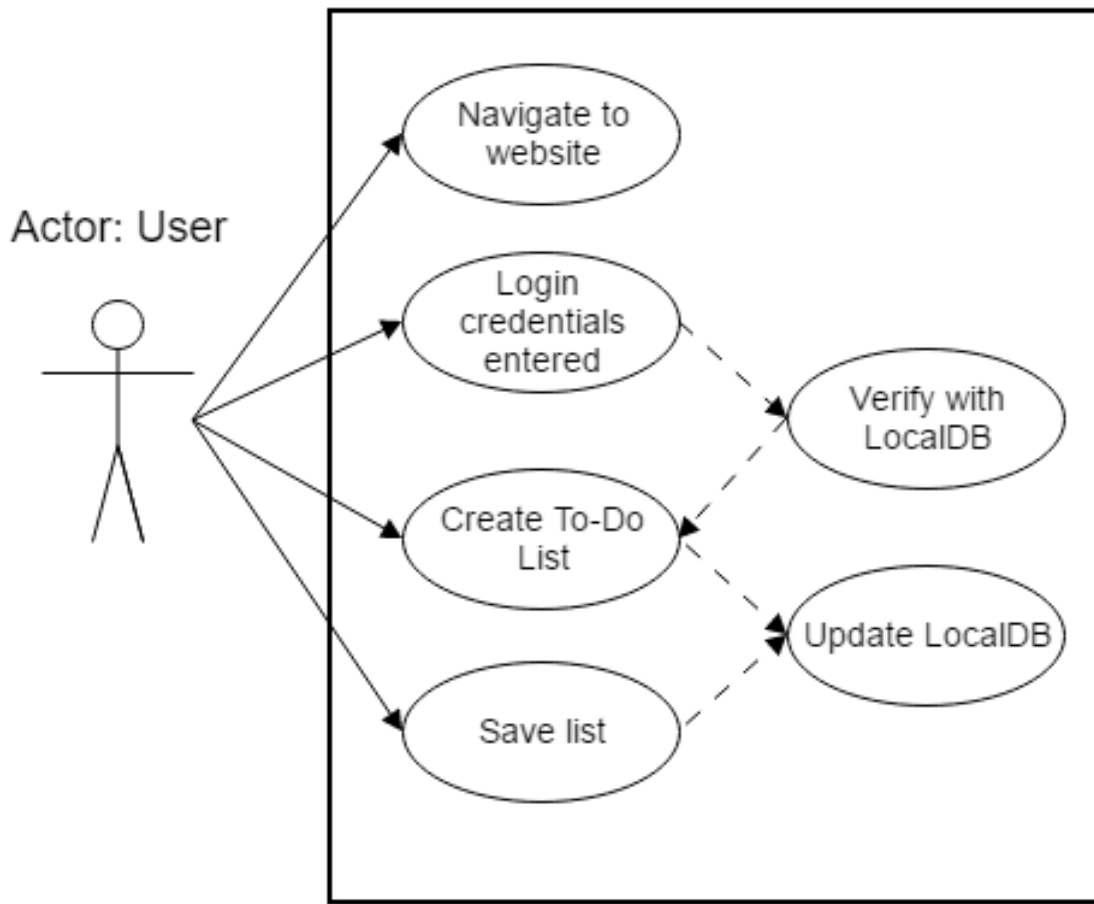 Navigate to
website
Actor: User
Login
credentials
entered
Verify with
LocalDB
Create To-Do
List
Update LocalDB
Save list